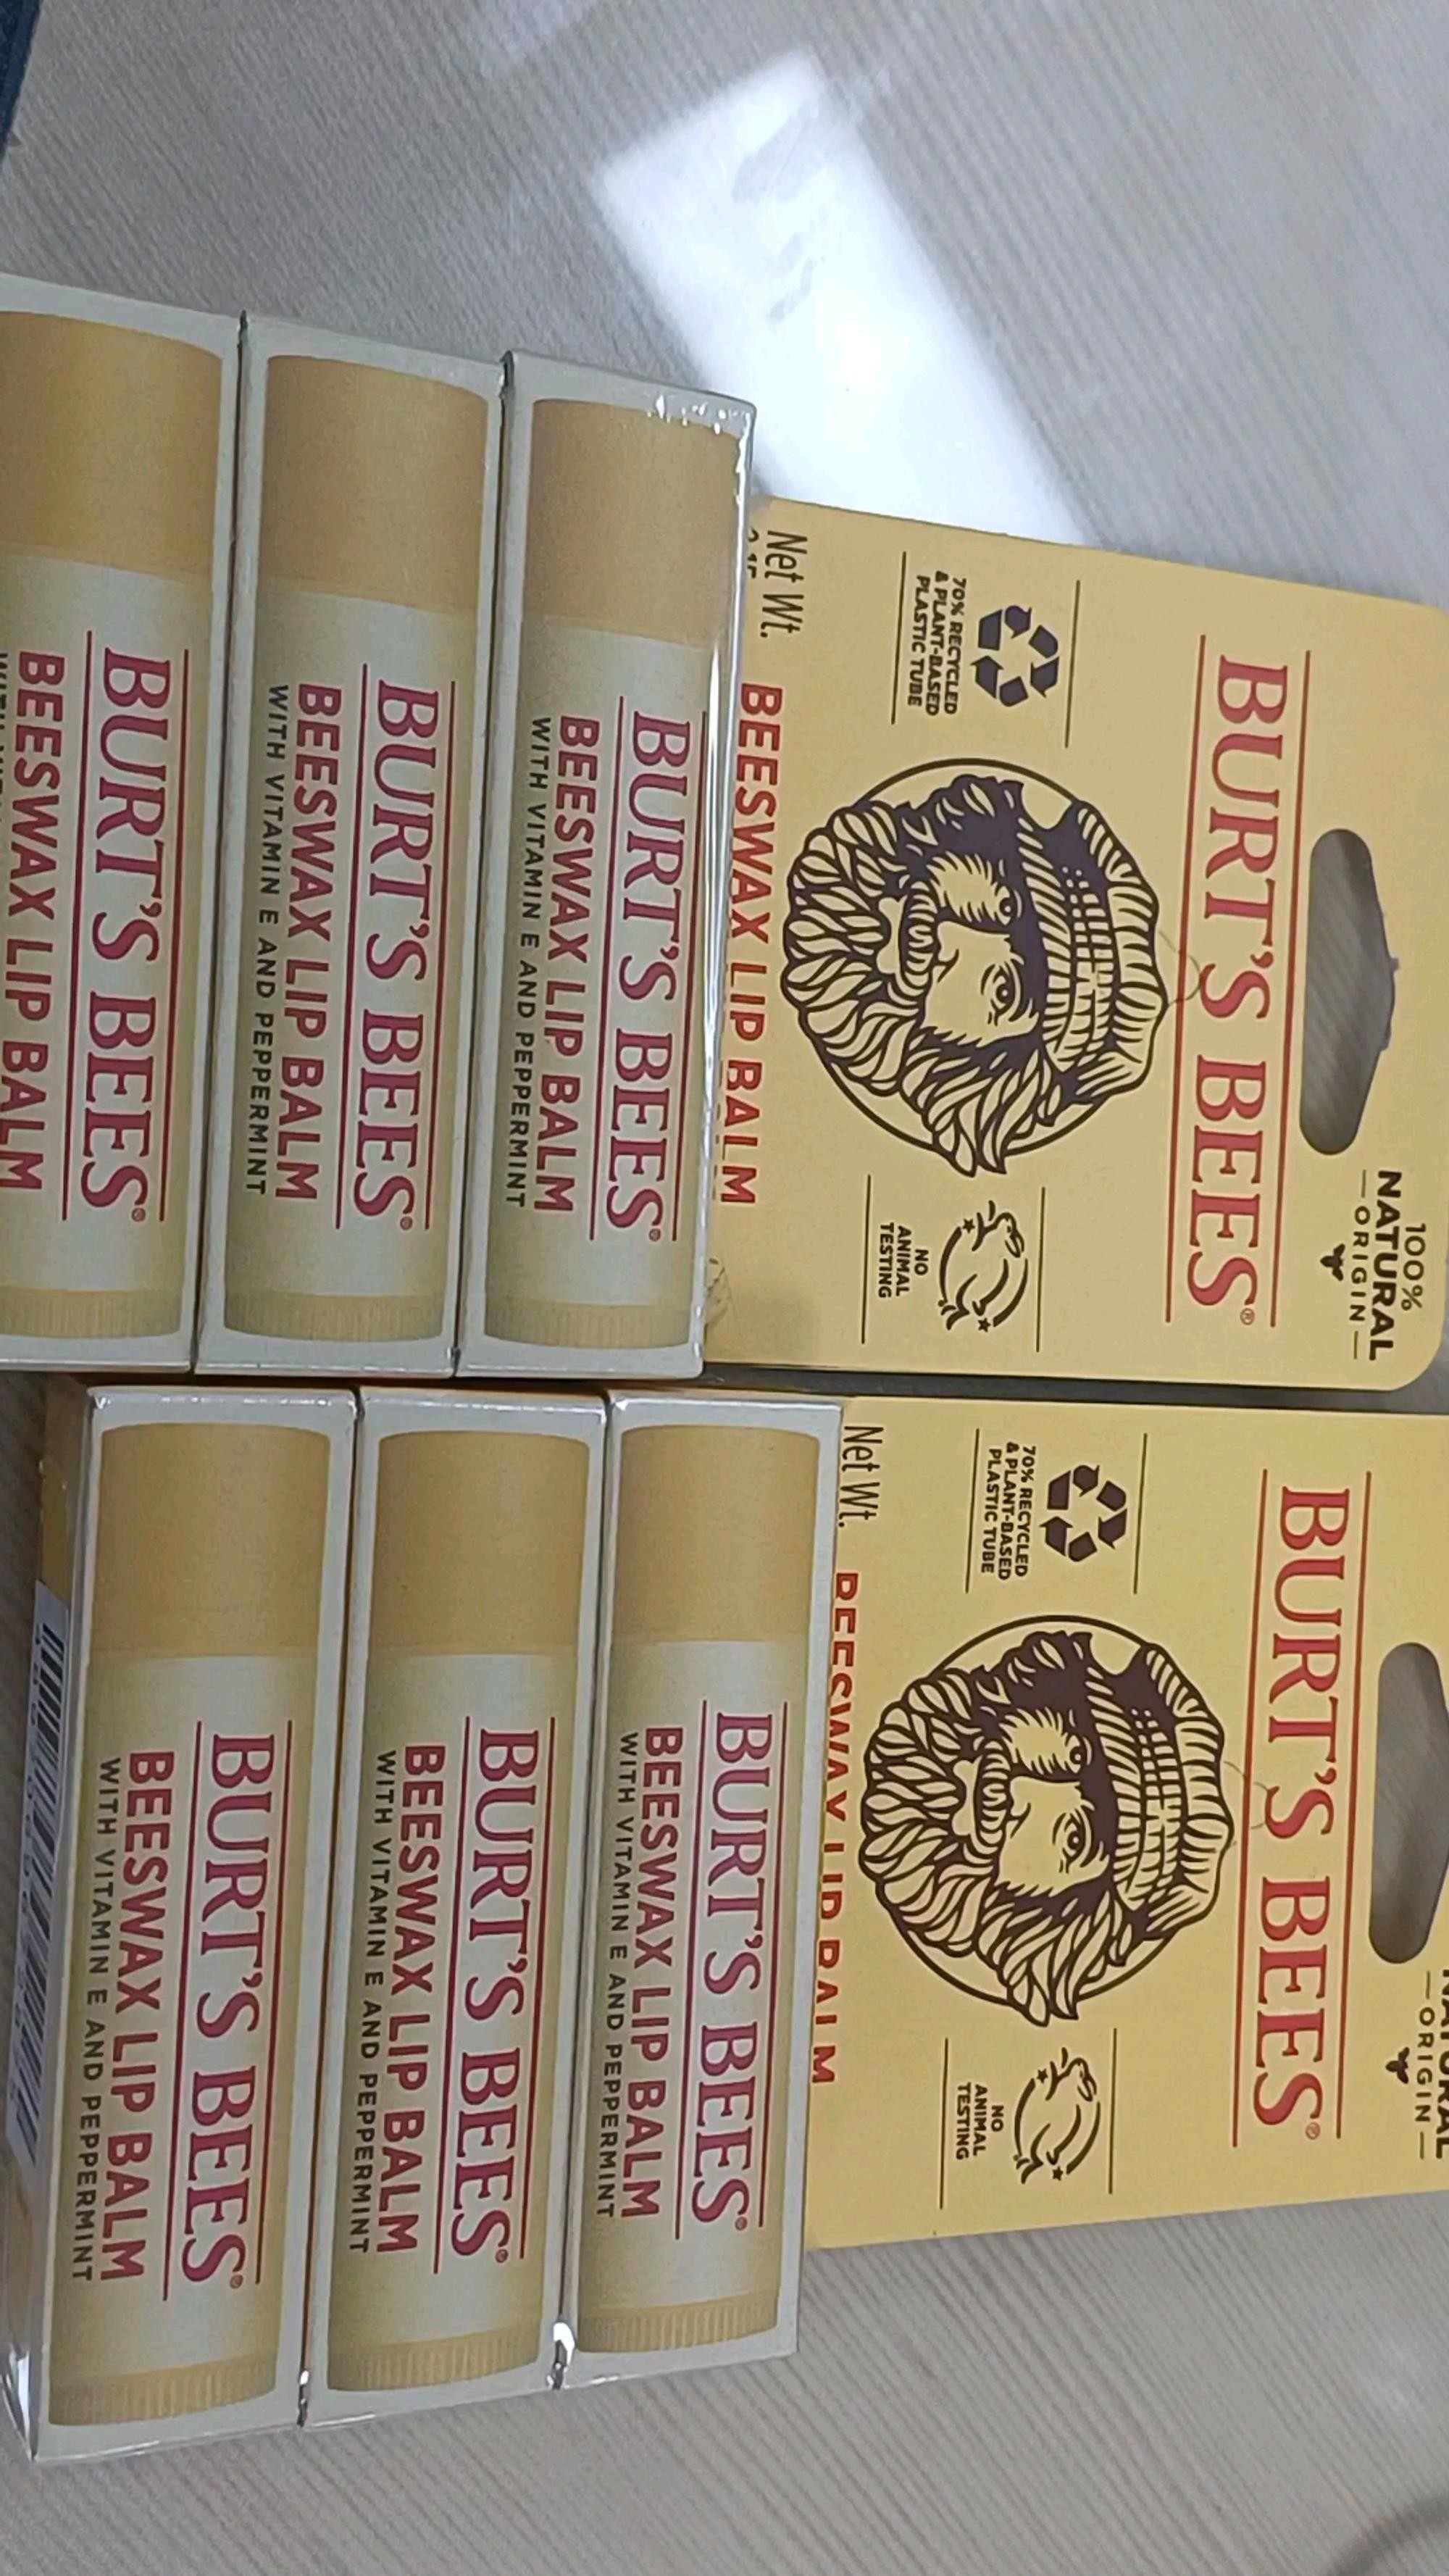 100%
NATURAL
ORIGIN
BURT'S BEES®
70% RECYCLED
& PLANT-BASED
PLASTIC TUBE
NO
ANIMAL
TESTING
Net Wt.
BEESWAX LIP BALM
BURT'S BEES®
BEESWAX LIP BALM
WITH VITAMIN E AND PEPPERMINT
BURT'S BEES®
BEESWAX LIP BALM
WITH VITAMIN E AND PEPPERMINT
BURT'S BEES®
BEESWAX LIP BALM
NATURAL
ORIGIN
BURT'S BEES®
70% RECYCLED
& PLANT-BASED
PLASTIC TUBE
NO
ANIMAL
TESTING
Net Wt.
BEESWAX LIP BALM
BURT'S BEES®
BEESWAX LIP BALM
WITH VITAMIN E AND PEPPERMINT
BURT'S BEES®
BEESWAX LIP BALM
WITH VITAMIN E AND PEPPERMINT
BURT'S BEES®
BEESWAX LIP BALM
WITH VITAMIN E AND PEPPERMINT